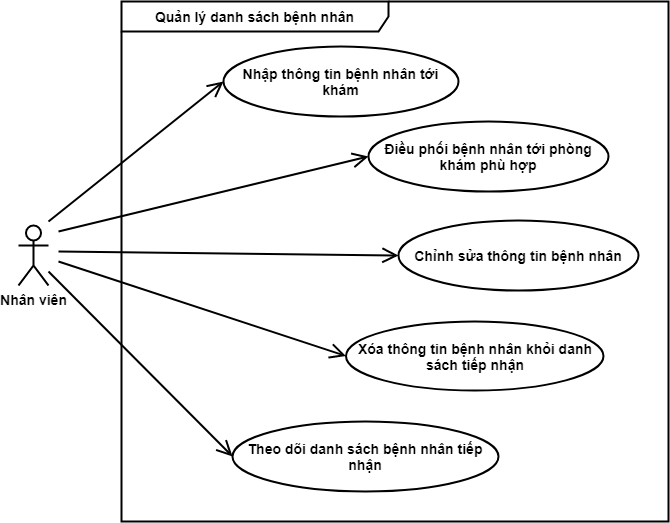 Quản lý danh sách bệnh nhân
Nhập thông tin bệnh nhân tới
khám
Điều phối bệnh nhân tới phòng
khám phù hợp
Chỉnh sửa thông tin bệnh nhân
Nhân viên
Xóa thông tin bệnh nhân khỏi danh
sách tiếp nhận
Theo dõi danh sách bệnh nhân tiếp
nhận